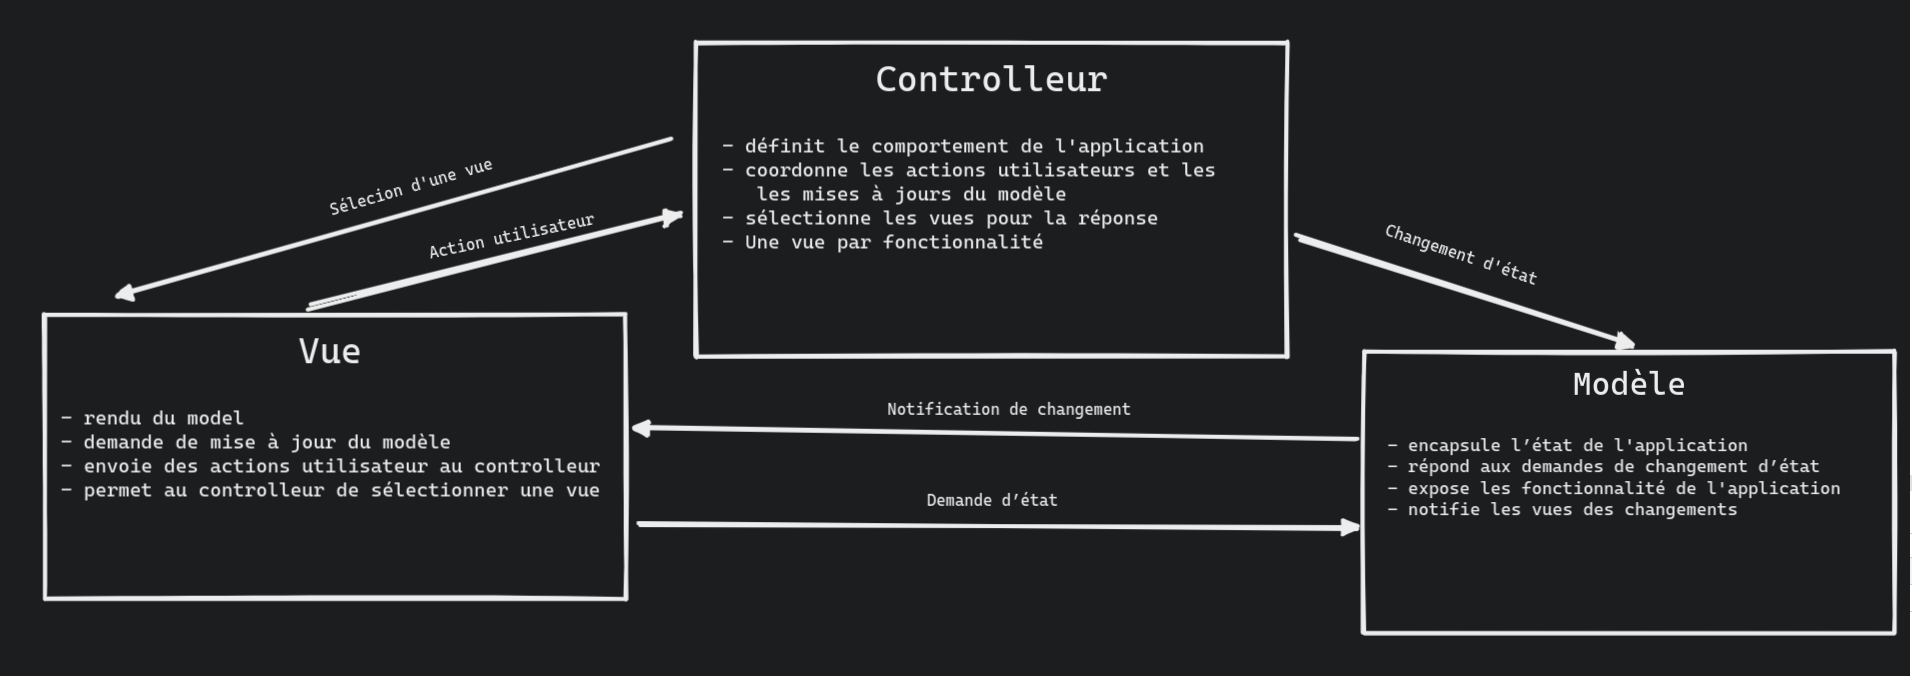 Controlleur
- définit le comportement de l'application
- coordonne les actions utilisateurs et les
les mises à jours du modèle
- sélectionne les vues pour la réponse
- Une vue par fonctionnalité
Sélecion d'une vue
Action utilisateur
Changement d'état
Vue
- rendu du model
- demande de mise à jour du modèle
- envoie des actions utilisateur au controlleur
- permet au controlleur de sélectionner une vue
Notification de changement
Demande d’état
Modèle
- encapsule l’état de l'application
- répond aux demandes de changement d’état
- expose les fonctionnalité de l'application
- notifie les vues des changements